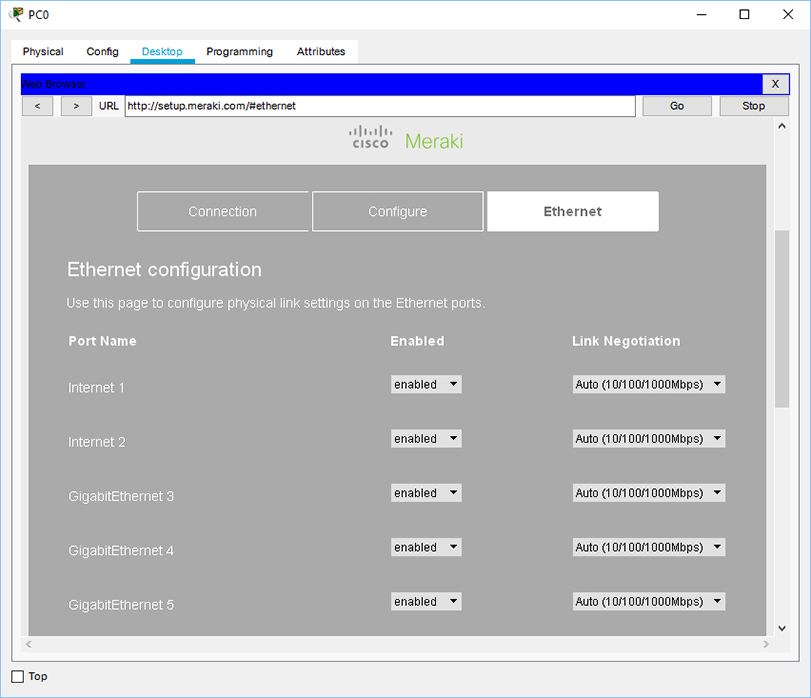 PC0
Physical Config Desktop Programming Attributes
Web Browser X
< > URL http://setup.meraki.com/#ethernet Go Stop
CISCO Meraki
Connection Configure Ethernet
Ethernet configuration
Use this page to configure physical link settings on the Ethernet ports.
Port Name Enabled Link Negotiation
Internet 1 enabled Auto (10/100/1000Mbps)
Internet 2 enabled Auto (10/100/1000Mbps)
GigabitEthernet 3 enabled Auto (10/100/1000Mbps)
GigabitEthernet 4 enabled Auto (10/100/1000Mbps)
GigabitEthernet 5 enabled Auto (10/100/1000Mbps)
Top